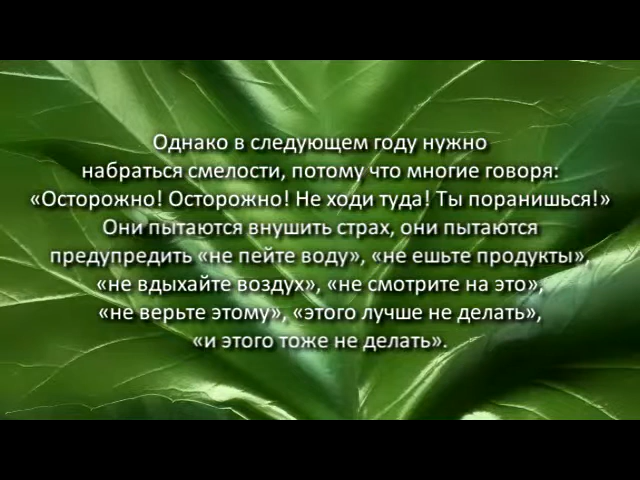 Однако в следующем году нужно
набраться смелости, потому что многие говоря:
«Осторожно! Осторожно! Не ходи туда! Ты поранишься!»
Они пытаются внушить страх, они пытаются
предупредить «не пейте воду», «не ешьте продукты»,
«не вдыхайте воздух», «не смотрите на это»,
«не верьте этому», «этого лучше не делать»,
«и этого тоже не делать».